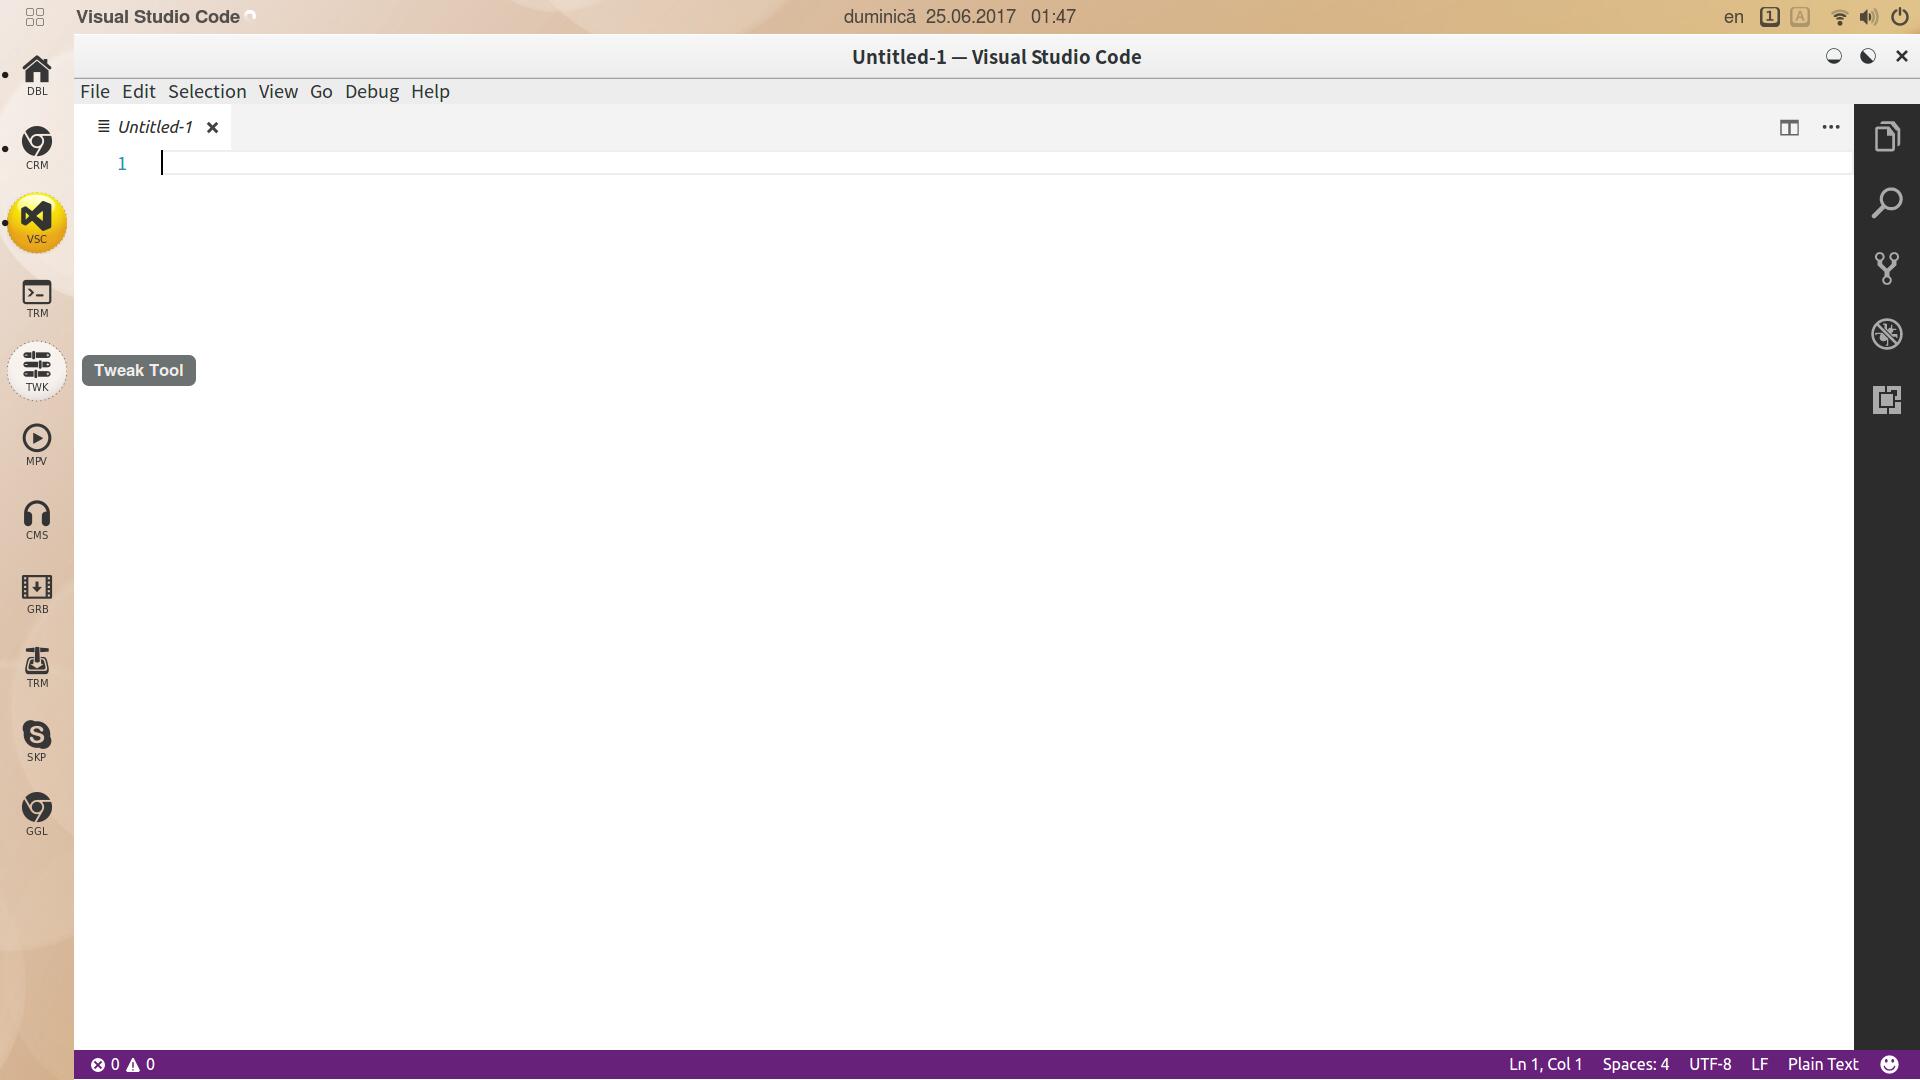 Visual Studio Code
duminică 25.06.2017 01:47
en 1 A
Untitled-1 — Visual Studio Code
File Edit Selection View Go Debug Help
Untitled-1
1
DBL
CRM
VSC
TRM
TWK
Tweak Tool
MPV
CMS
GRB
TRM
SKP
GGL
0 0
Ln 1, Col 1 Spaces: 4 UTF-8 LF Plain Text